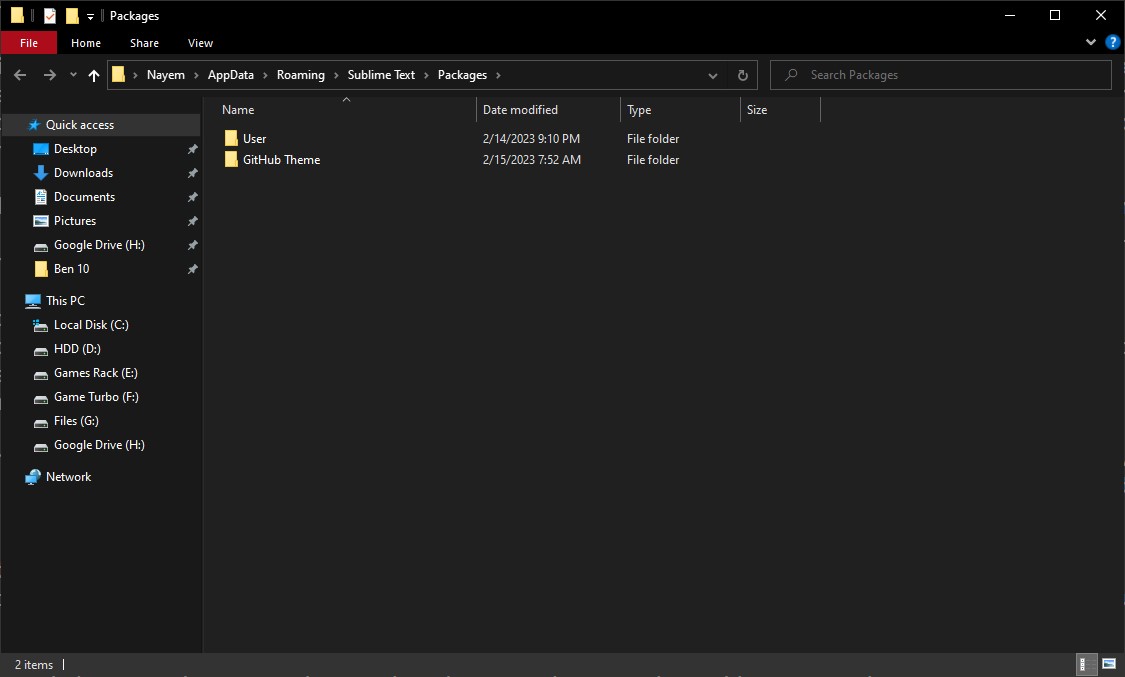 Packages
File Home Share View
Nayem AppData Roaming Sublime Text Packages Search Packages
Name Date modified Type Size
Quick access
Desktop
Downloads
Documents
Pictures
Google Drive (H:)
Ben 10
This PC
Local Disk (C:)
HDD (D:)
Games Rack (E:)
Game Turbo (F:)
Files (G:)
Google Drive (H:)
Network
User 2/14/2023 9:10 PM File folder
GitHub Theme 2/15/2023 7:52 AM File folder
2 items